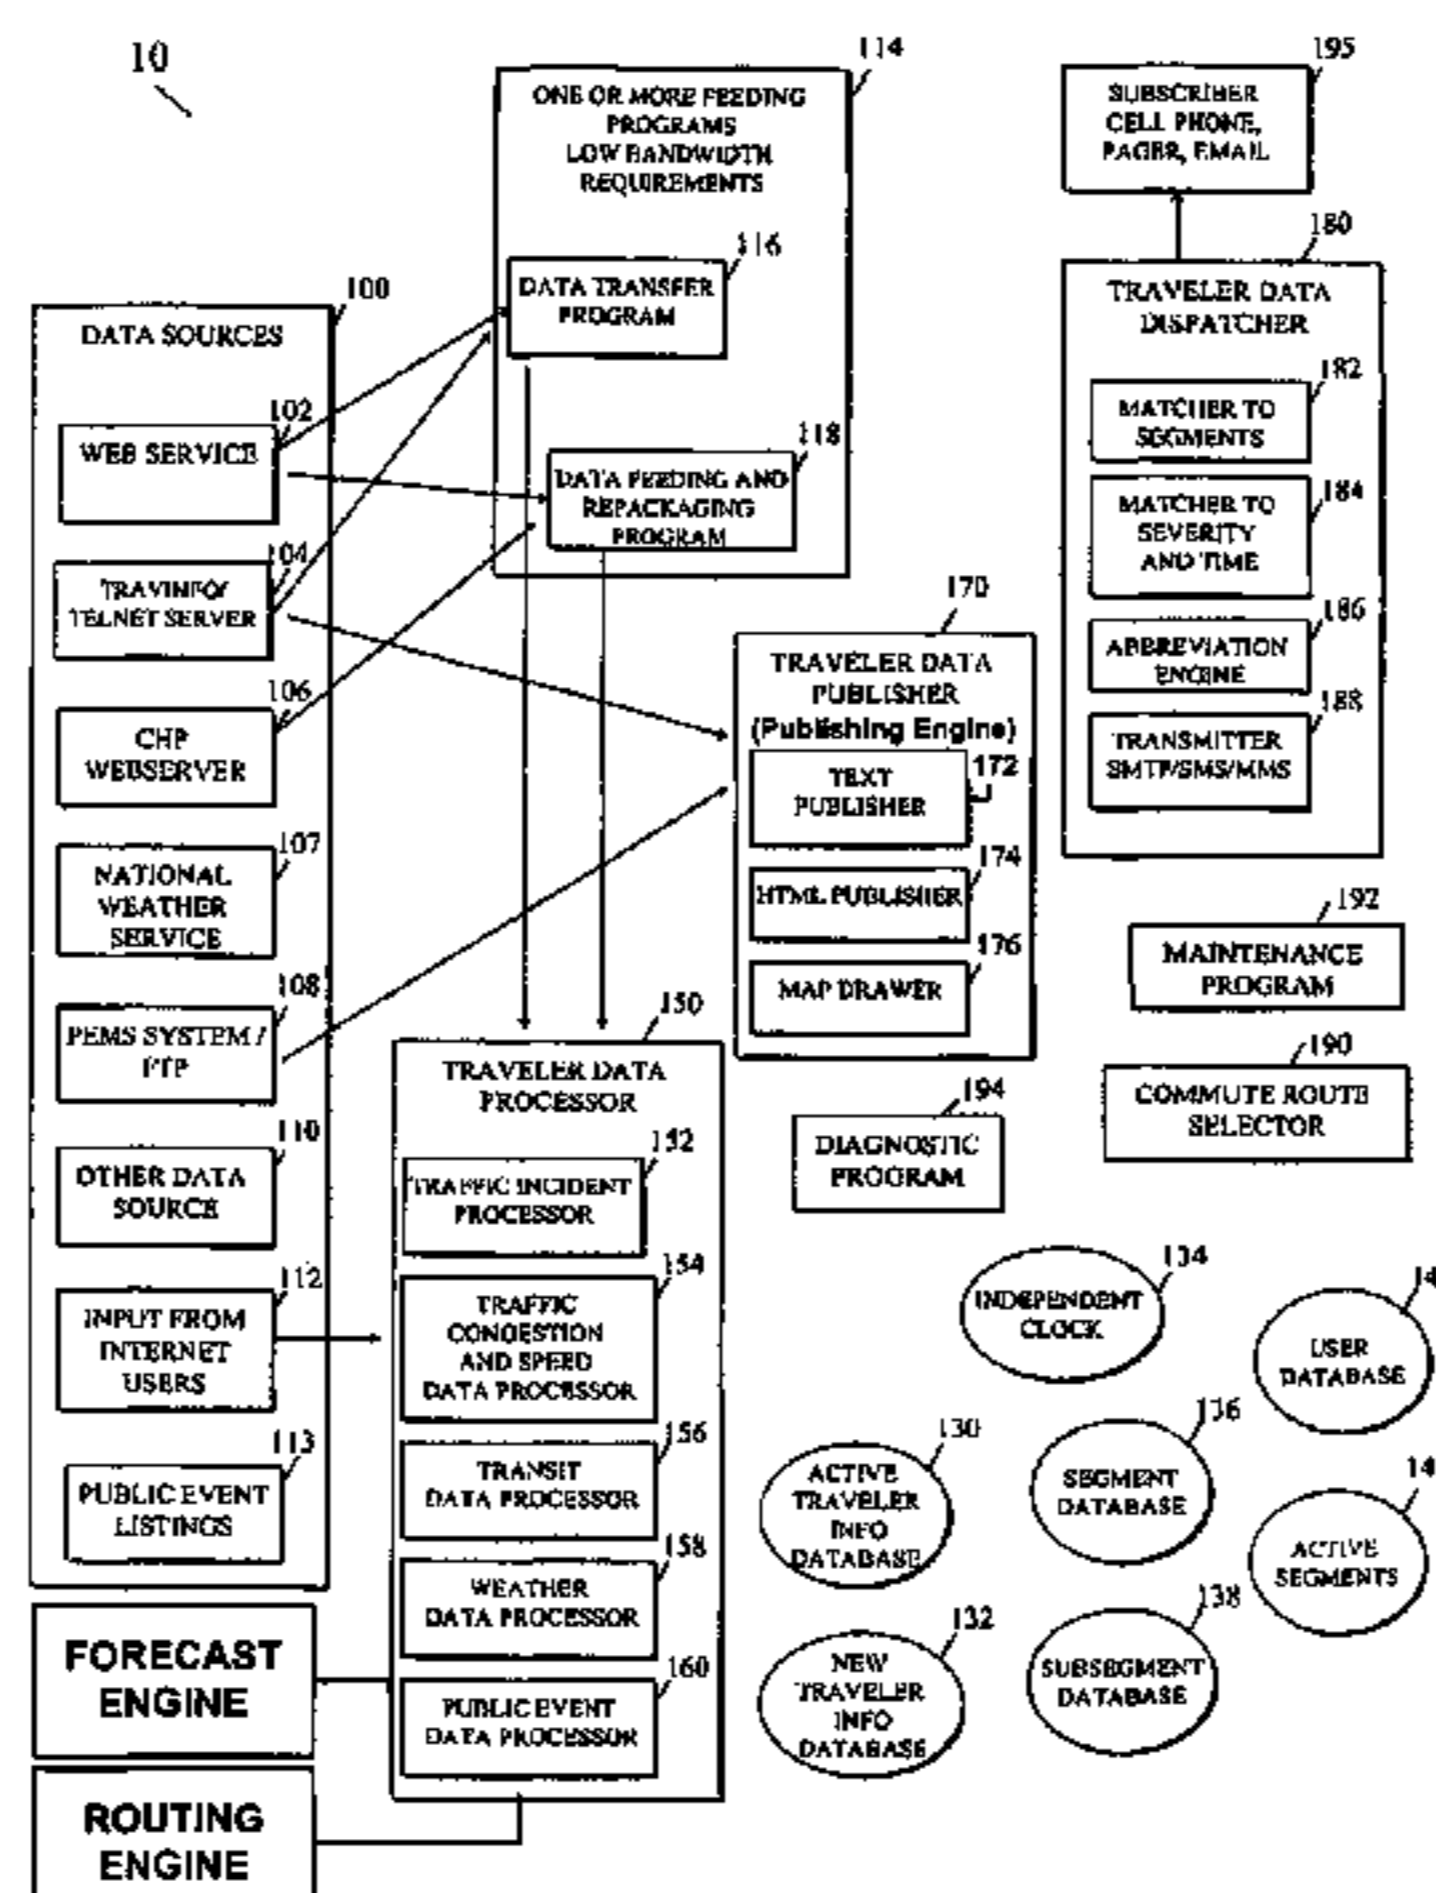 10
114
ONE OR MORE FEEDING
PROGRAMS
LOW BANDWIDTH
REQUIREMENTS
116
DATA TRANSFER
PROGRAM
118
DATA FEEDING AND
REPACKAGING
PROGRAM
195
SUBSCRIBER
CELL PHONE,
PAGER, EMAIL
180
TRAVELER DATA
DISPATCHER
182
MATCHER TO
SEGMENTS
184
MATCHER TO
SEVERITY
AND TIME
186
ABBREVIATION
ENGINE
188
TRANSMITTER
SMTP/SMS/MMS
100
DATA SOURCES
102
WEB SERVICE
104
TRAVINFO/
TELNET SERVER
106
CHP
WEBSERVER
107
NATIONAL
WEATHER
SERVICE
108
PEMS SYSTEM /
FTP
110
OTHER DATA
SOURCE
112
INPUT FROM
INTERNET
USERS
113
PUBLIC EVENT
LISTINGS
170
TRAVELER DATA
PUBLISHER
(Publishing Engine)
TEXT
PUBLISHER
172
174
HTML PUBLISHER
176
MAP DRAWER
192
MAINTENANCE
PROGRAM
190
COMMUTE ROUTE
SELECTOR
194
DIAGNOSTIC
PROGRAM
150
TRAVELER DATA
PROCESSOR
152
TRAFFIC INCIDENT
PROCESSOR
154
TRAFFIC
CONGESTION
AND SPEED
DATA PROCESSOR
156
TRANSIT
DATA PROCESSOR
158
WEATHER
DATA PROCESSOR
160
PUBLIC EVENT
DATA PROCESSOR
134
INDEPENDENT
CLOCK
14
USER
DATABASE
130
ACTIVE
TRAVELER
INFO
DATABASE
136
SEGMENT
DATABASE
14
ACTIVE
SEGMENTS
132
NEW
TRAVELER
INFO
DATABASE
138
SUBSEGMENT
DATABASE
FORECAST
ENGINE
ROUTING
ENGINE